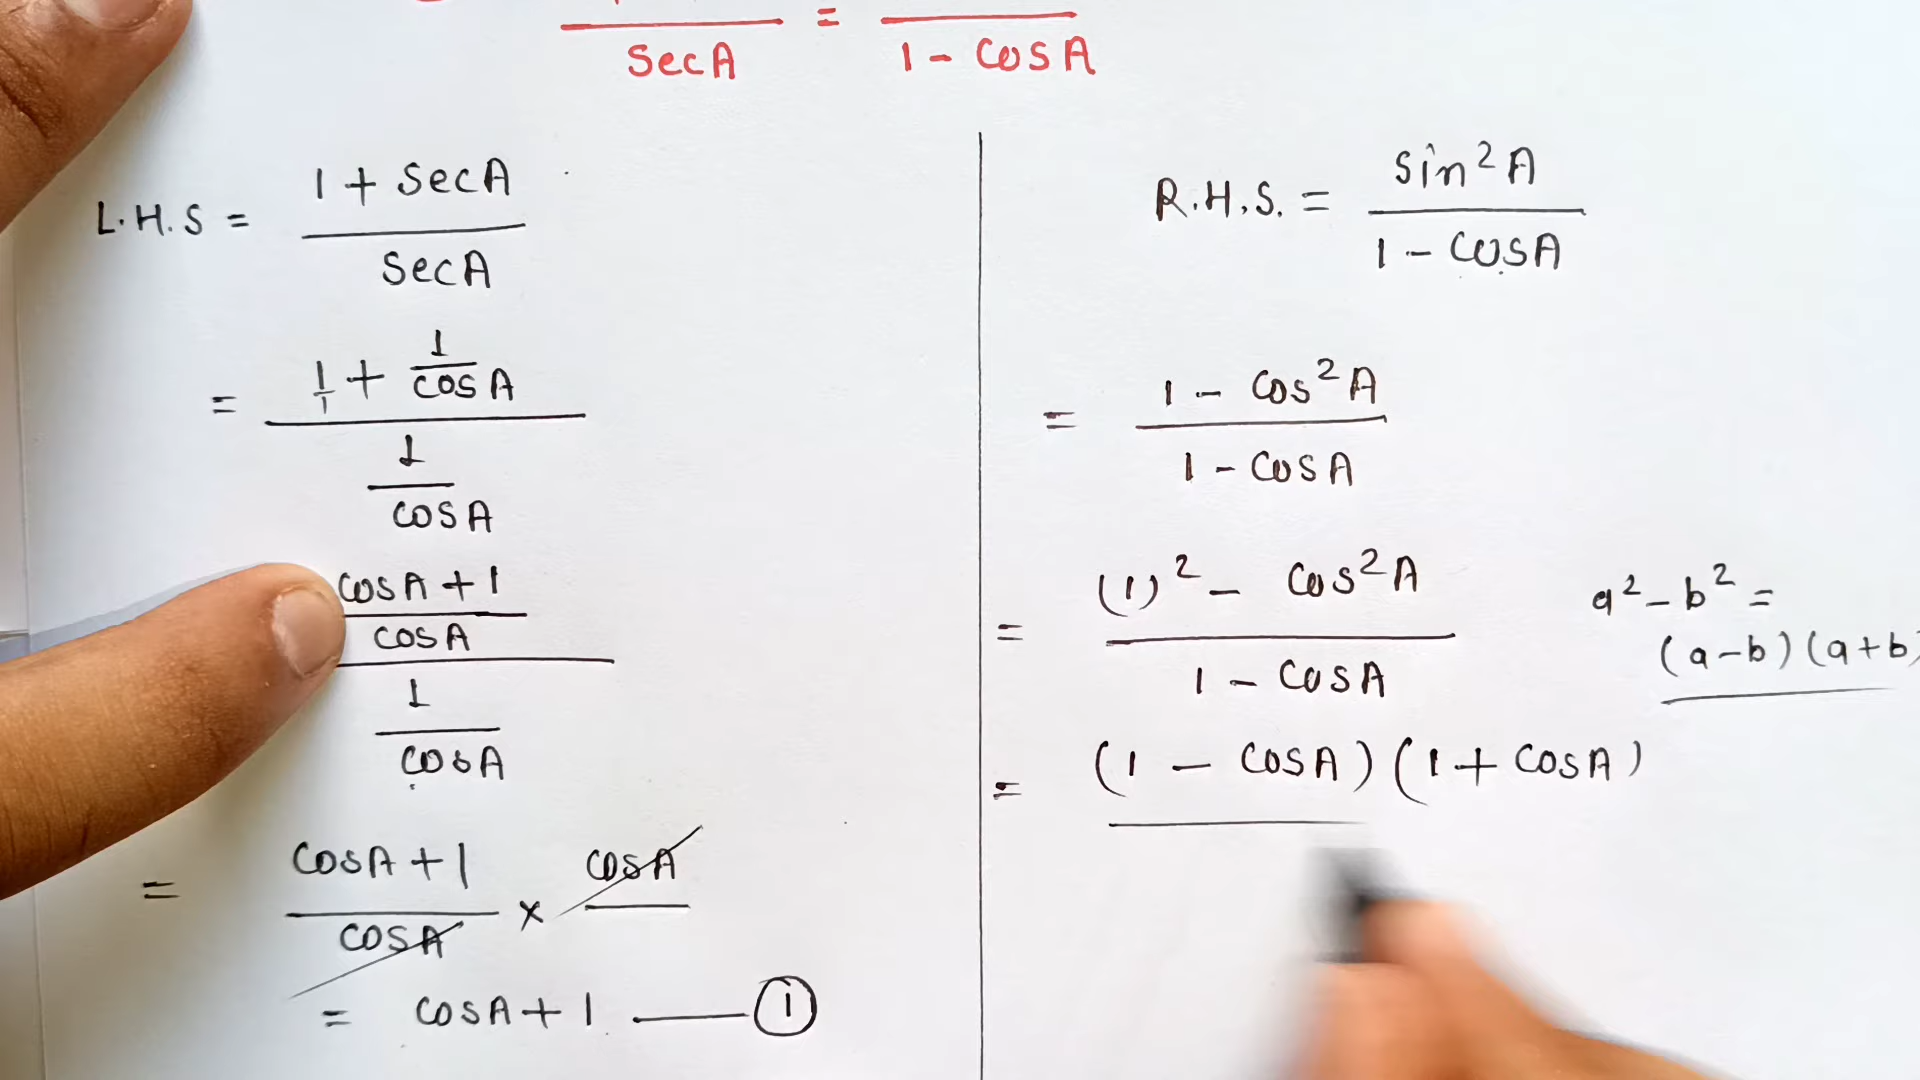 =
SecA 1 - COSA
L.H.S = 1 + SecA / SecA
= 1/1 + 1/COSA / 1/COSA
COSA + 1 / COSA / 1/COSA
= COSA + 1 / COSA × COSA
= COSA + 1 —— ①
R.H.S. = Sin²A / 1 - COSA
= 1 - COS²A / 1 - COSA
= (1)² - COS²A / 1 - COSA
a² - b² =
(a - b) (a + b)
= (1 - COSA) (1 + COSA)